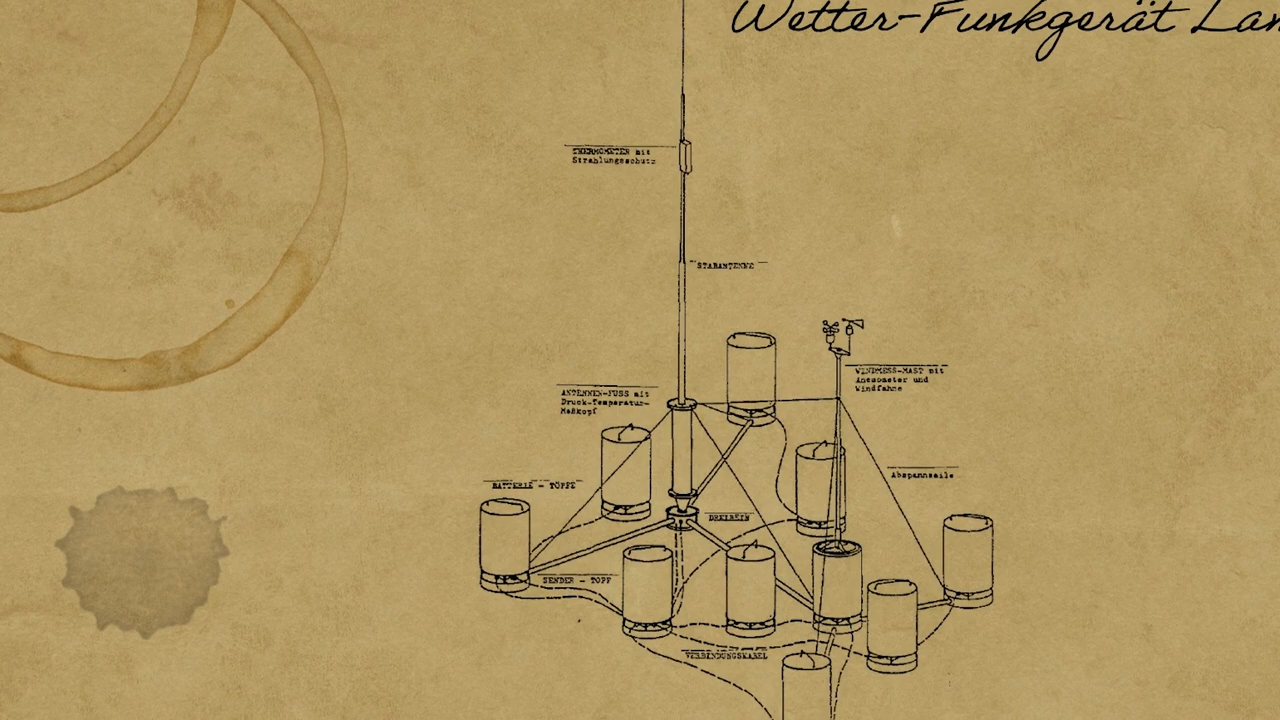 Wetter-Funkgerät Lan
THERMOMETER mit
Strahlungsschutz
STABANTENNE
WINDMESS-MAST mit
Anemometer und
Windfahne
ANTENNEN-FUSS mit
Druck-Temperatur-
Meßkopf
Abspannseile
BATTERIE - TÖPFE
DREIBEIN
SENDER - TOPF
VERBINDUNGSKABEL